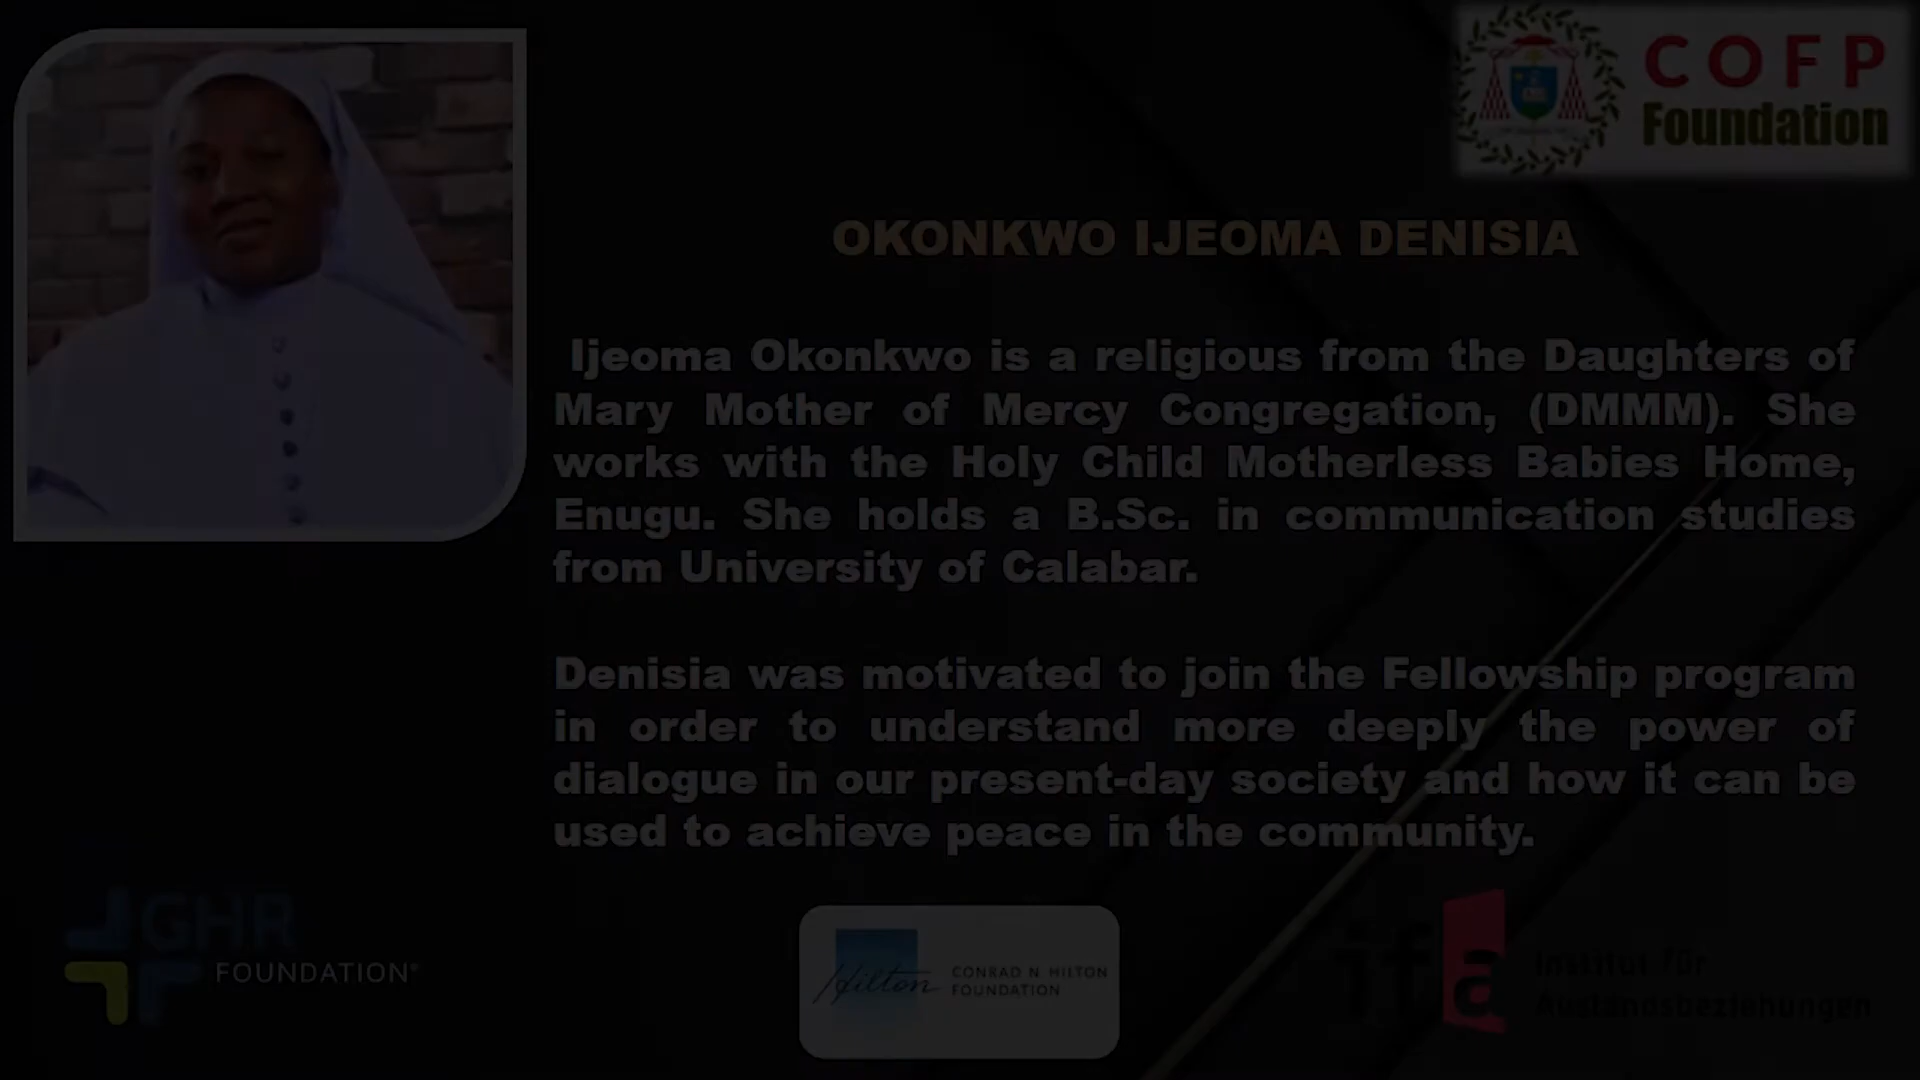 COFP
Foundation
OKONKWO IJEOMA DENISIA
Ijeoma Okonkwo is a religious from the Daughters of
Mary Mother of Mercy Congregation, (DMMM). She
works with the Holy Child Motherless Babies Home,
Enugu. She holds a B.Sc. in communication studies
from University of Calabar.
Denisia was motivated to join the Fellowship program
in order to understand more deeply the power of
dialogue in our present-day society and how it can be
used to achieve peace in the community.
GHR
FOUNDATION
Hilton
CONRAD N HILTON
FOUNDATION
ifa
Institut für
Auslandsbeziehungen